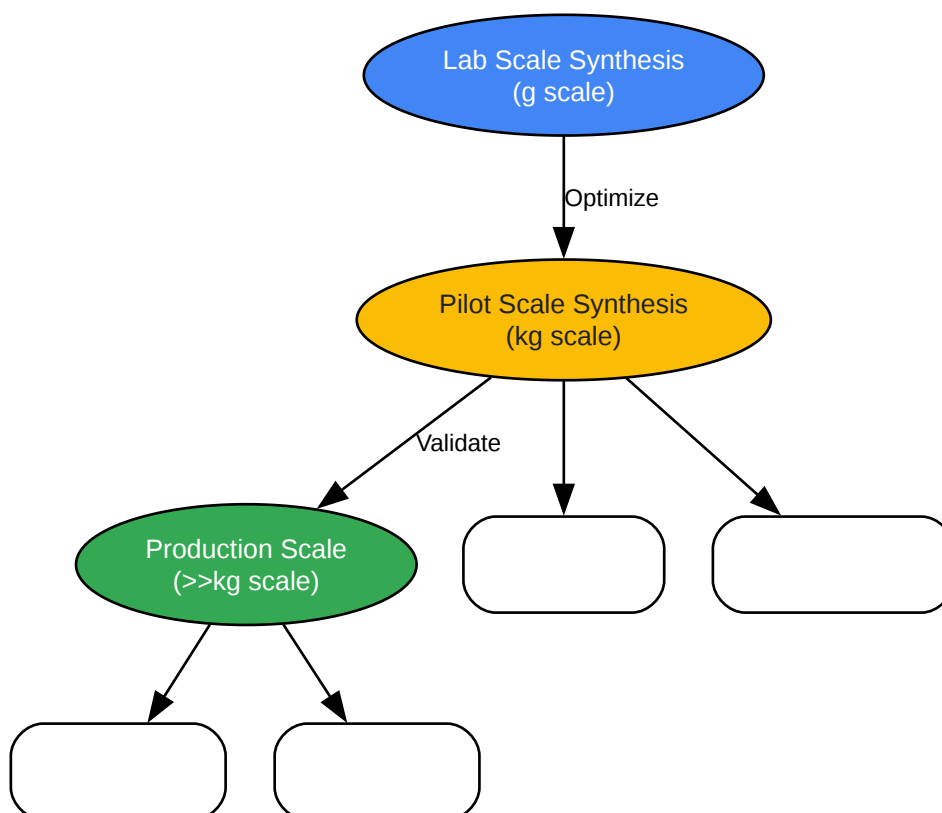 Lab Scale Synthesis
(g scale)
Optimize
Pilot Scale Synthesis
(kg scale)
Validate
Production Scale
(>>kg scale)